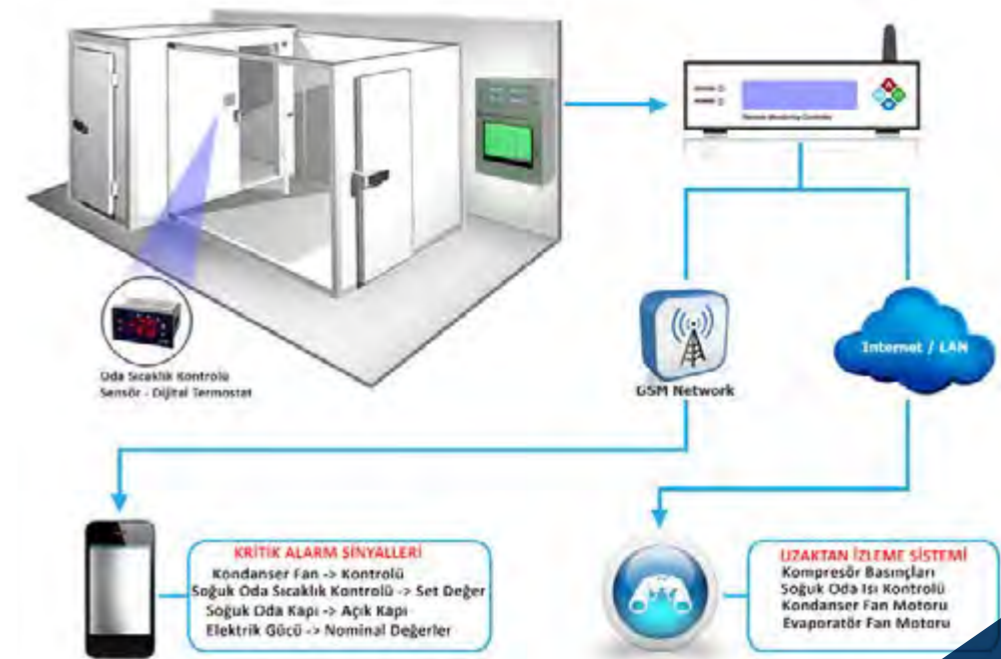 Remote Monitoring Controller
Oda Sıcaklık Kontrolü
Sensör - Dijital Termostat
GSM Network
Internet / LAN
KRİTİK ALARM SİNYALLERİ
Kondanser Fan -> Kontrolü
Soğuk Oda Sıcaklık Kontrolü -> Set Değer
Soğuk Oda Kapı -> Açık Kapı
Elektrik Gücü -> Nominal Değerler
UZAKTAN İZLEME SİSTEMİ
Kompresör Basınçları
Soğuk Oda Isı Kontrolü
Kondanser Fan Motoru
Evaporatör Fan Motoru